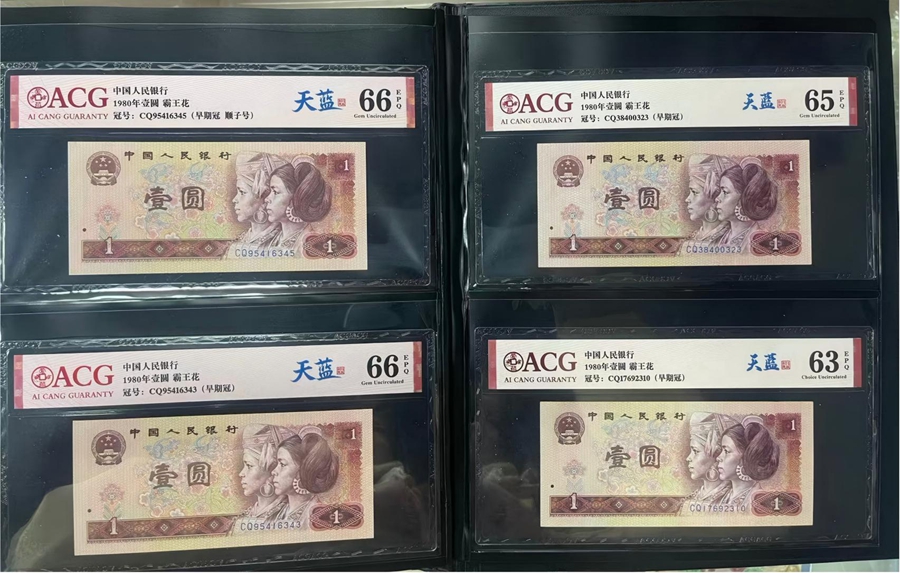 ACG
AI CANG GUARANTY
中国人民银行
1980年壹圆 霸王花
冠号：CQ95416345（早期冠 顺子号）
天蓝
66
EPQ
Gem Uncirculated
中国人民银行
壹圆
1
CQ95416345
1
1
ACG
AI CANG GUARANTY
中国人民银行
1980年壹圆 霸王花
冠号：CQ38400323（早期冠）
天蓝
65
EPQ
Gem Uncirculated
中国人民银行
壹圆
1
CQ38400323
1
1
ACG
AI CANG GUARANTY
中国人民银行
1980年壹圆 霸王花
冠号：CQ95416343（早期冠）
天蓝
66
EPQ
Gem Uncirculated
中国人民银行
壹圆
1
CQ95416343
1
1
ACG
AI CANG GUARANTY
中国人民银行
1980年壹圆 霸王花
冠号：CQ17692310（早期冠）
天蓝
63
EPQ
Choice Uncirculated
中国人民银行
壹圆
1
CQ17692310
1
1